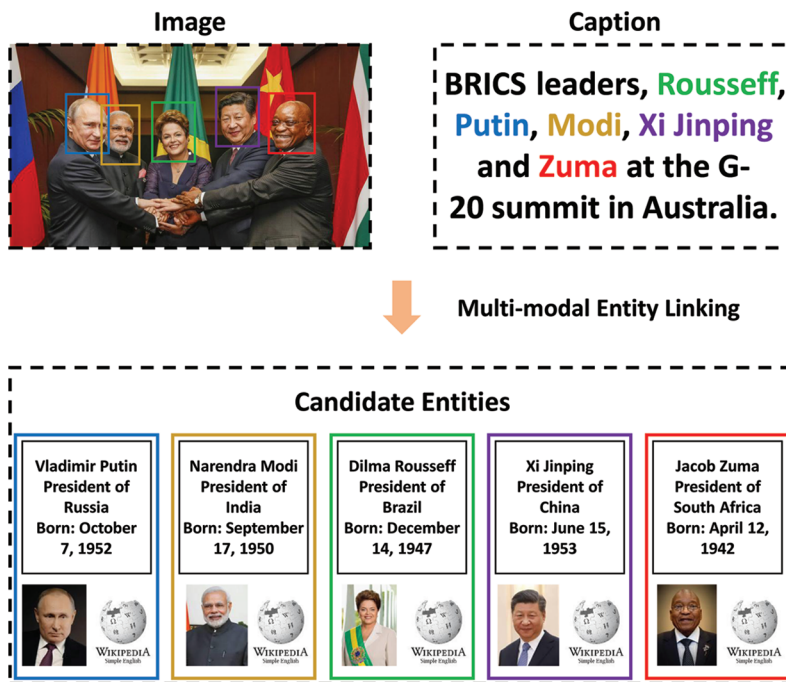 Image
Caption
BRICS leaders, Rousseff,
Putin, Modi, Xi Jinping
and Zuma at the G-
20 summit in Australia.
Multi-modal Entity Linking
Candidate Entities
Vladimir Putin
President of
Russia
Born: October
7, 1952
WIKIPEDIA
Simple English
Narendra Modi
President of
India
Born: September
17, 1950
WIKIPEDIA
Simple English
Dilma Rousseff
President of
Brazil
Born: December
14, 1947
WIKIPEDIA
Simple English
Xi Jinping
President of
China
Born: June 15,
1953
WIKIPEDIA
Simple English
Jacob Zuma
President of
South Africa
Born: April 12,
1942
WIKIPEDIA
Simple English